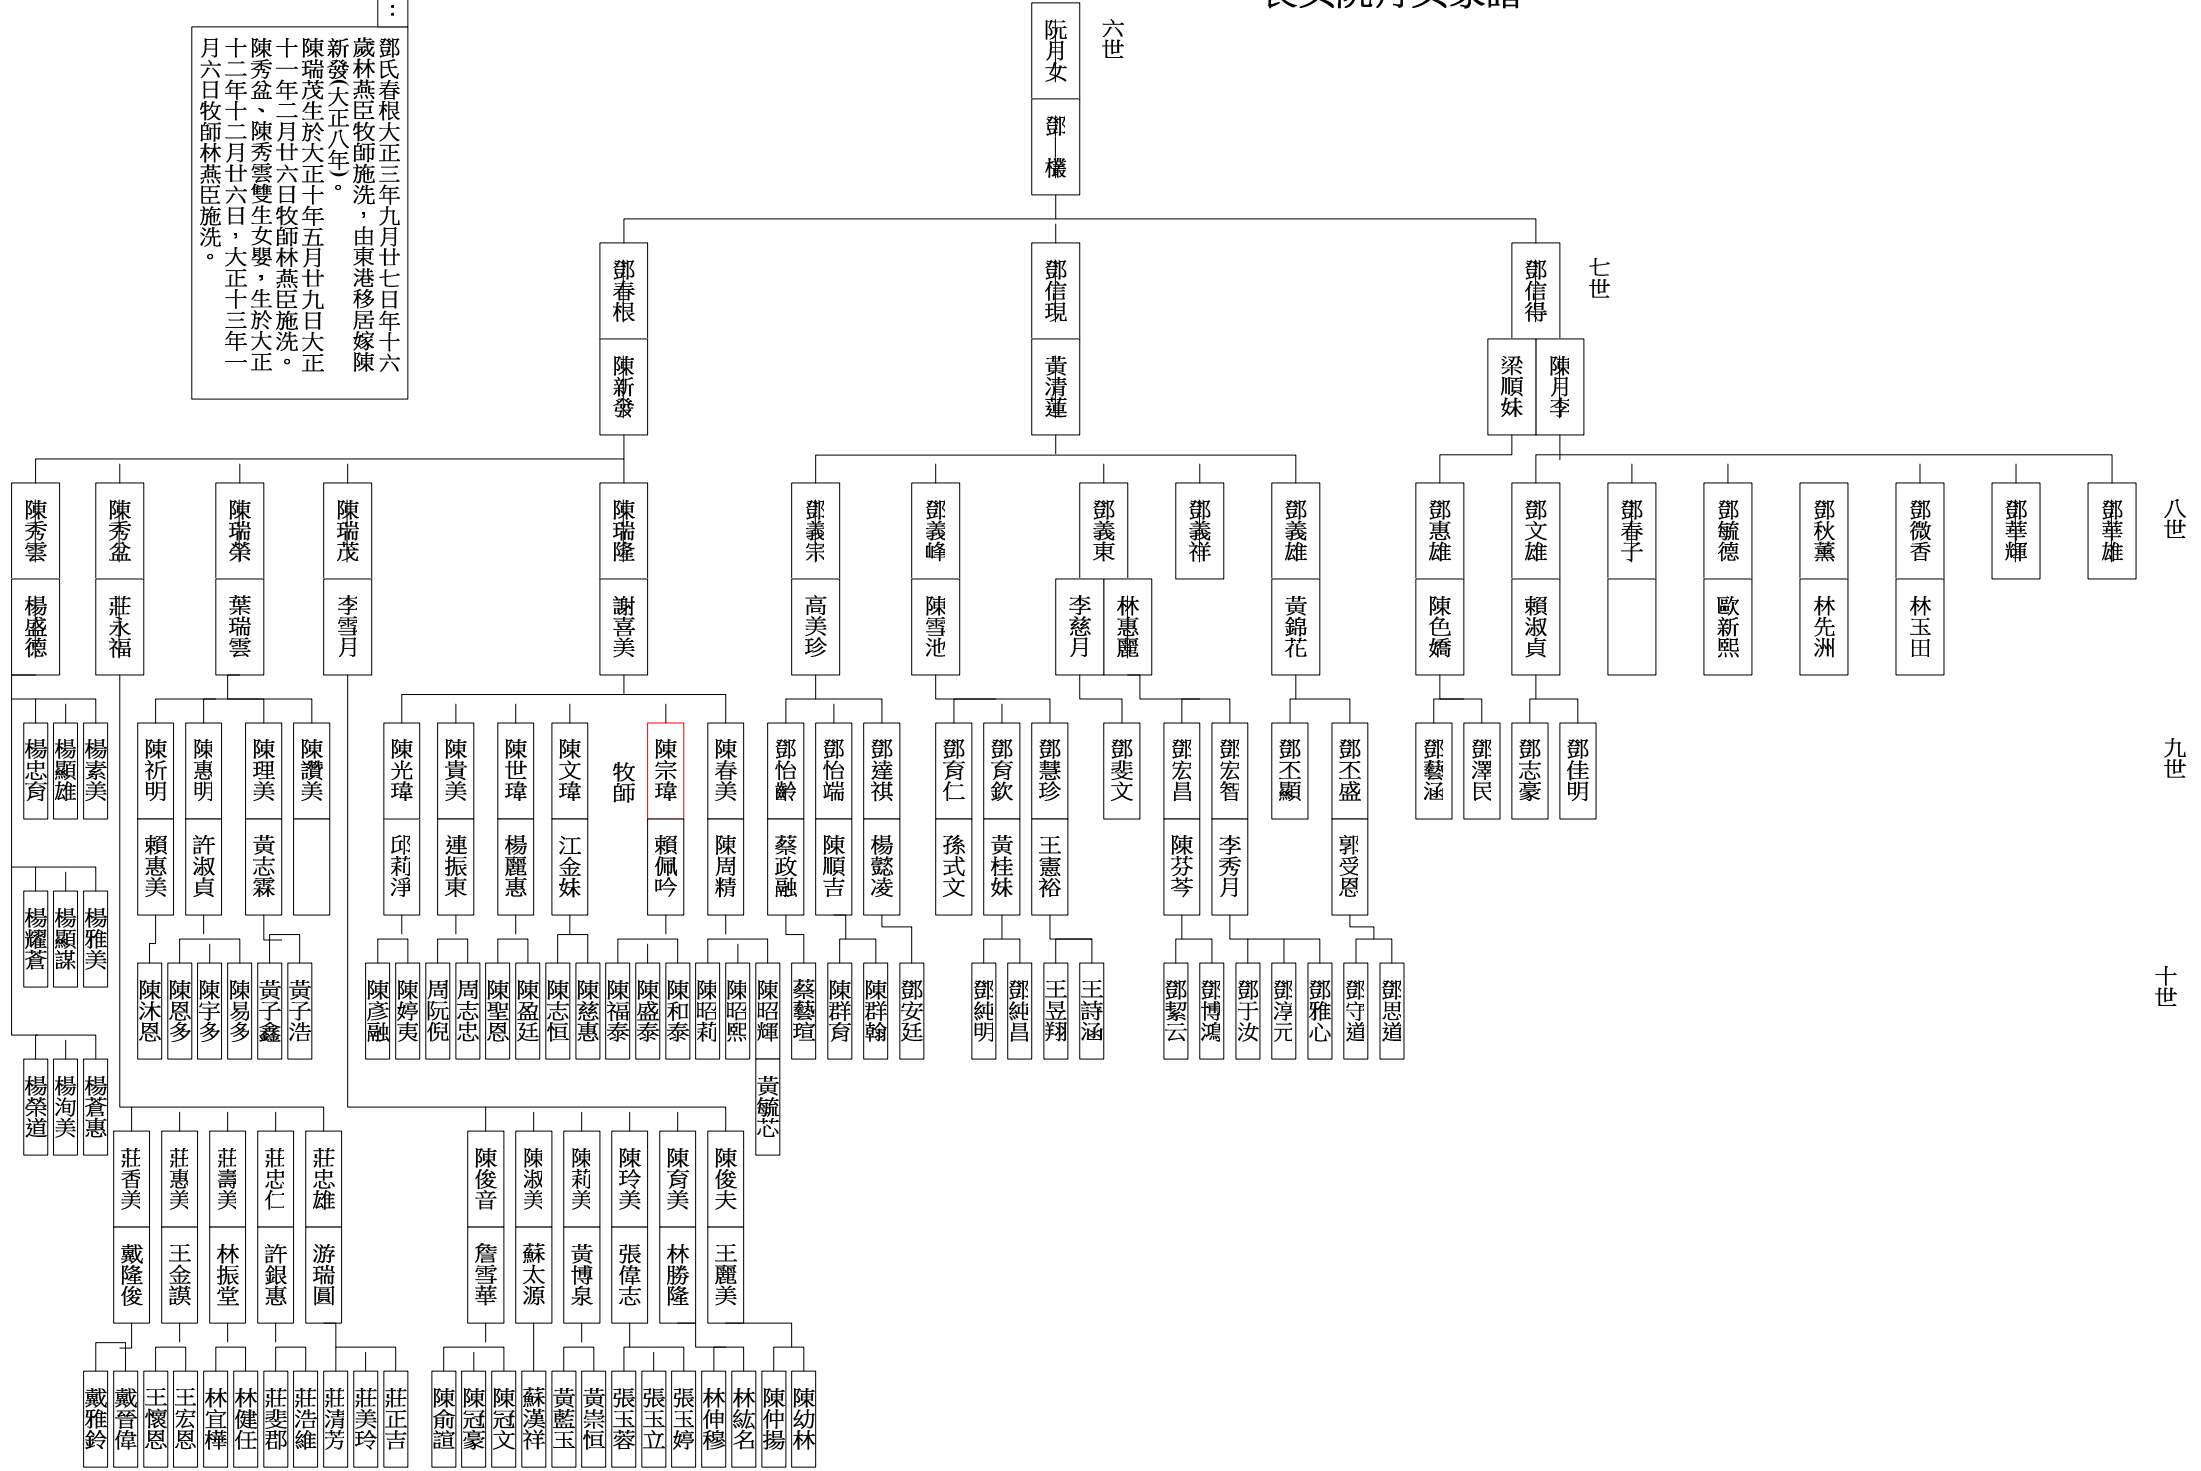 六世
阮月女
鄧
七世
鄧信得
陳月李
梁順妹
鄧信現
黃清蓮
鄧春根
陳新發
：
鄧氏春根大正三年九月廿七日年十六
歲林燕臣牧師施洗，由東港移居嫁陳
新發(大正八年)。
陳瑞茂生於大正十年五月廿九日大正
十一年二月廿六日牧師林燕臣施洗。
陳秀盆、陳秀雲雙生女嬰，生於大正
十二年十二月廿六日，大正十三年一
月六日牧師林燕臣施洗。
八世
鄧華雄
鄧華輝
鄧微香
林玉田
鄧秋薰
林先洲
鄧毓德
歐新熙
鄧春子
鄧文雄
賴淑貞
鄧惠雄
陳色嬌
鄧義雄
黃錦花
鄧義祥
鄧義東
林惠麗
李慈月
鄧義峰
陳雪池
鄧義宗
高美珍
陳瑞隆
謝喜美
陳瑞茂
李雪月
陳瑞榮
葉瑞雲
陳秀盆
莊永福
陳秀雲
楊盛德
九世
鄧佳明
鄧志豪
鄧澤民
鄧藝涵
鄧丕盛
郭受恩
鄧丕顯
鄧宏智
李秀月
鄧宏昌
陳芬芩
鄧斐文
鄧慧珍
王憲裕
鄧育欽
黃桂妹
鄧育仁
孫式文
鄧達祺
楊懿凌
鄧怡端
陳順吉
鄧怡齡
蔡政融
陳春美
陳周精
陳宗瑋
賴佩吟
牧師
陳文瑋
江金妹
陳世瑋
楊麗惠
陳貴美
連振東
陳光瑋
邱莉淨
陳讚美
陳理美
黃志霖
陳惠明
許淑貞
陳祈明
賴惠美
楊素美
楊顯雄
楊忠育
楊雅美
楊顯謀
楊耀蒼
楊蒼惠
楊洵美
楊榮道
十世
鄧思道
鄧守道
鄧雅心
鄧淳元
鄧于汝
鄧博鴻
鄧絜云
王詩涵
王昱翔
鄧純昌
鄧純明
鄧安廷
陳群翰
陳群育
蔡藝瑄
陳昭輝
黃毓芯
陳昭熙
陳昭莉
陳和泰
陳盛泰
陳福泰
陳慈惠
陳志恒
陳盈廷
陳聖恩
周志忠
周阮倪
陳婷夷
陳彥融
黃子浩
黃子鑫
陳易多
陳宇多
陳恩多
陳沐恩
陳俊夫
王麗美
陳育美
林勝隆
陳玲美
張偉志
陳莉美
黃博泉
陳淑美
蘇太源
陳俊音
詹雪華
莊忠雄
游瑞圓
莊忠仁
許銀惠
莊壽美
林振堂
莊惠美
王金謨
莊香美
戴隆俊
陳幼林
陳仲揚
林紘名
林伸穆
張玉婷
張玉立
張玉蓉
黃崇恒
黃藍玉
蘇漢祥
陳冠文
陳冠豪
陳俞諠
莊正吉
莊美玲
莊清芳
莊浩維
莊斐郡
林健任
林宜樺
王宏恩
王懷恩
戴晉偉
戴雅鈴